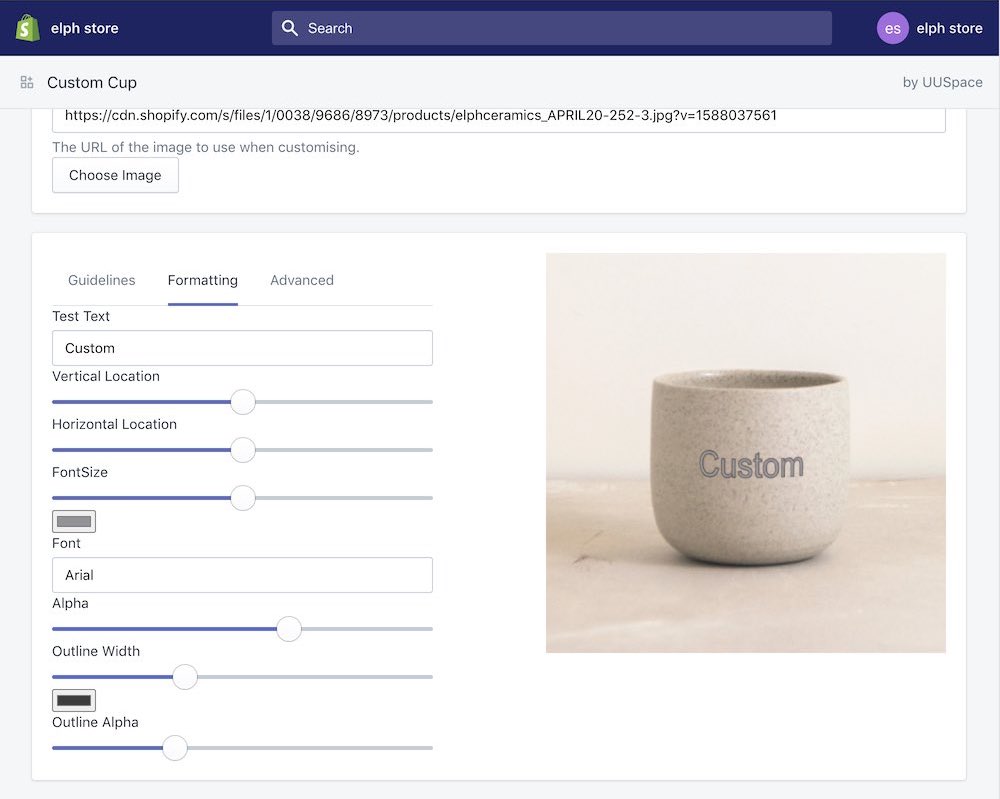 elph store
Search
es
elph store
Custom Cup
by UUSpace
https://cdn.shopify.com/s/files/1/0038/9686/8973/products/elphceramics_APRIL20-252-3.jpg?v=1588037561
The URL of the image to use when customising.
Choose Image
Guidelines
Formatting
Advanced
Test Text
Custom
Vertical Location
Horizontal Location
FontSize
Font
Arial
Alpha
Outline Width
Outline Alpha
Custom